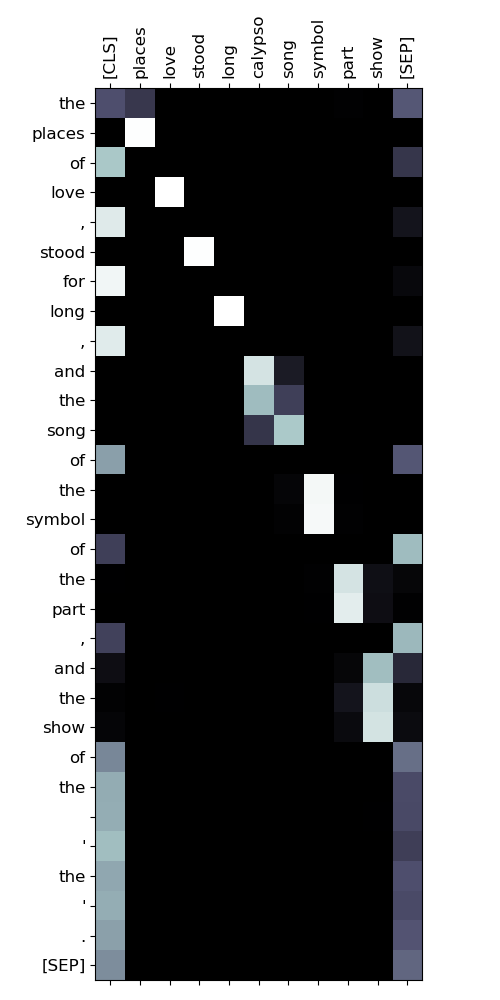 [CLS] places love stood long calypso song symbol part show [SEP]
the
places
of
love
,
stood
for
long
,
and
the
song
of
the
symbol
of
the
part
,
and
the
show
of
the
-
'
the
'
.
[SEP]